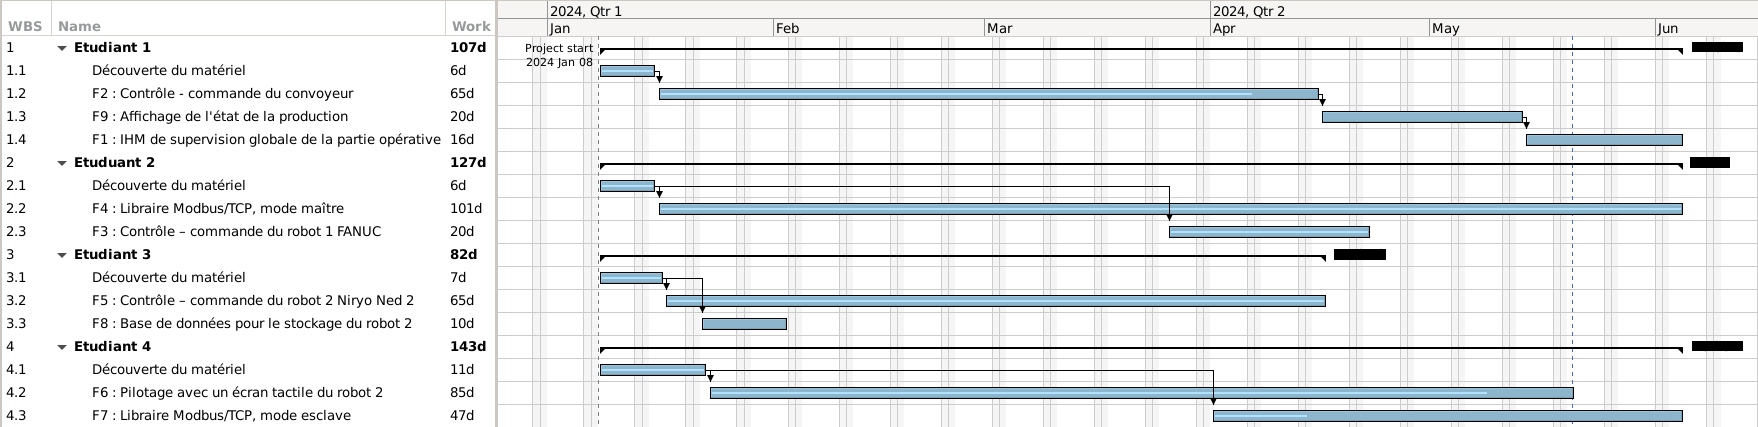 2024, Qtr 1 2024, Qtr 2
WBS Name Work Jan Feb Mar Apr May Jun
1 Etudiant 1 107d Project start
2024 Jan 08
1.1 Découverte du matériel 6d
1.2 F2 : Contrôle - commande du convoyeur 65d
1.3 F9 : Affichage de l'état de la production 20d
1.4 F1 : IHM de supervision globale de la partie opérative 16d
2 Etuduant 2 127d
2.1 Découverte du matériel 6d
2.2 F4 : Libraire Modbus/TCP, mode maître 101d
2.3 F3 : Contrôle – commande du robot 1 FANUC 20d
3 Etudiant 3 82d
3.1 Découverte du matériel 7d
3.2 F5 : Contrôle – commande du robot 2 Niryo Ned 2 65d
3.3 F8 : Base de données pour le stockage du robot 2 10d
4 Etudiant 4 143d
4.1 Découverte du matériel 11d
4.2 F6 : Pilotage avec un écran tactile du robot 2 85d
4.3 F7 : Libraire Modbus/TCP, mode esclave 47d